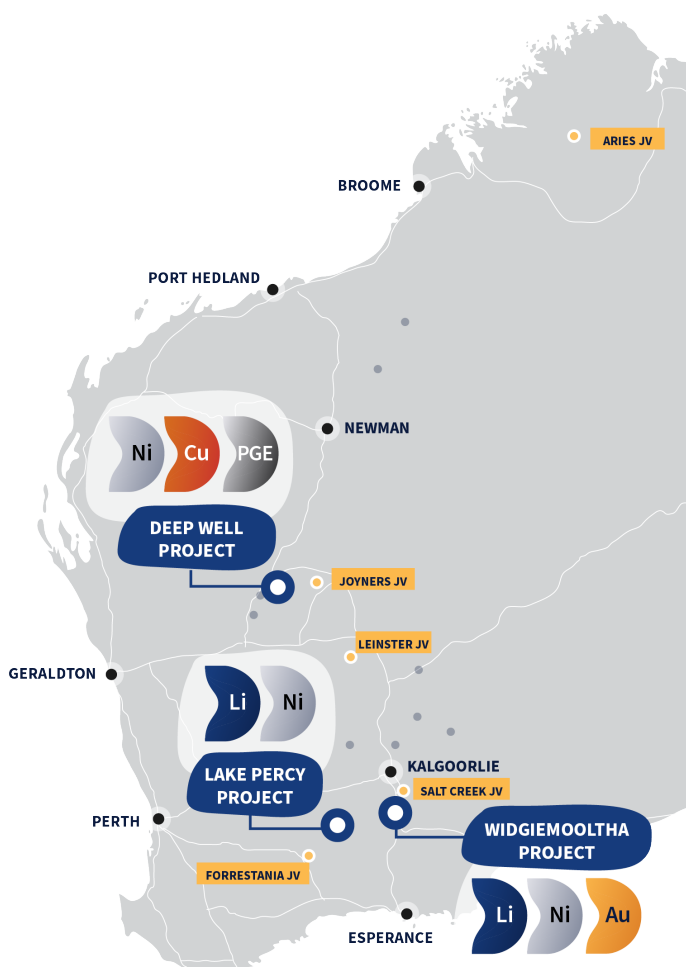 ARIES JV
BROOME
PORT HEDLAND
NEWMAN
Ni Cu PGE
DEEP WELL
PROJECT
JOYNERS JV
LEINSTER JV
GERALDTON
Li Ni
KALGOORLIE
LAKE PERCY
PROJECT
SALT CREEK JV
PERTH
WIDGIEMOOLTHA
PROJECT
FORRESTANIA JV
Li Ni Au
ESPERANCE